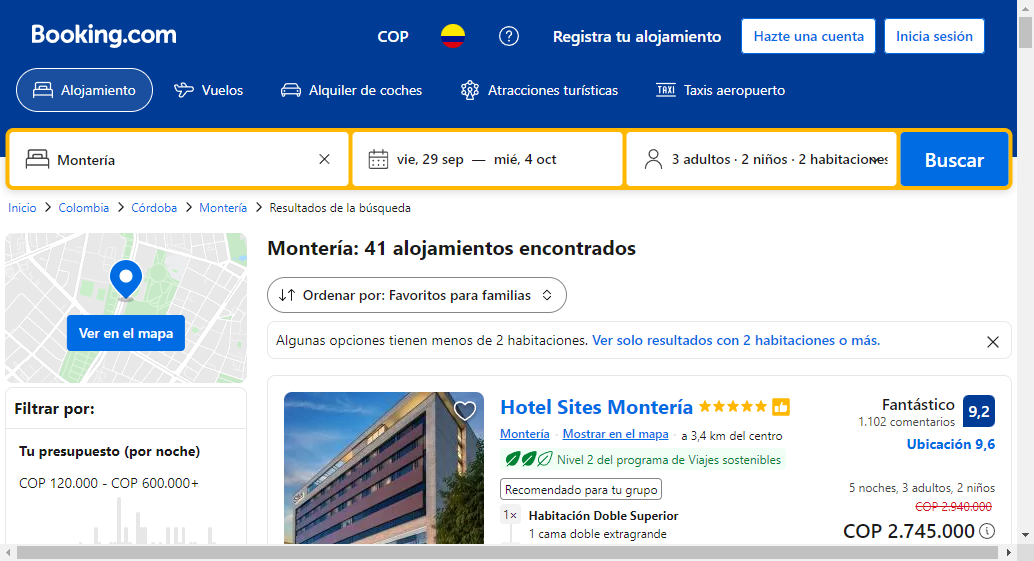 Booking.com
COP
Registra tu alojamiento
Hazte una cuenta
Inicia sesión
Alojamiento
Vuelos
Alquiler de coches
Atracciones turísticas
TAXI
Taxis aeropuerto
Montería
vie, 29 sep — mié, 4 oct
3 adultos · 2 niños · 2 habitaciones
Buscar
Inicio > Colombia > Córdoba > Montería > Resultados de la búsqueda
Ver en el mapa
Filtrar por:
Tu presupuesto (por noche)
COP 120.000 - COP 600.000+
Montería: 41 alojamientos encontrados
Ordenar por: Favoritos para familias
Algunas opciones tienen menos de 2 habitaciones. Ver solo resultados con 2 habitaciones o más.
Hotel Sites Montería
Montería · Mostrar en el mapa · a 3,4 km del centro
Nivel 2 del programa de Viajes sostenibles
Recomendado para tu grupo
1× Habitación Doble Superior
1 cama doble extragrande
Fantástico
1.102 comentarios
9,2
Ubicación 9,6
5 noches, 3 adultos, 2 niños
COP 2.940.000
COP 2.745.000